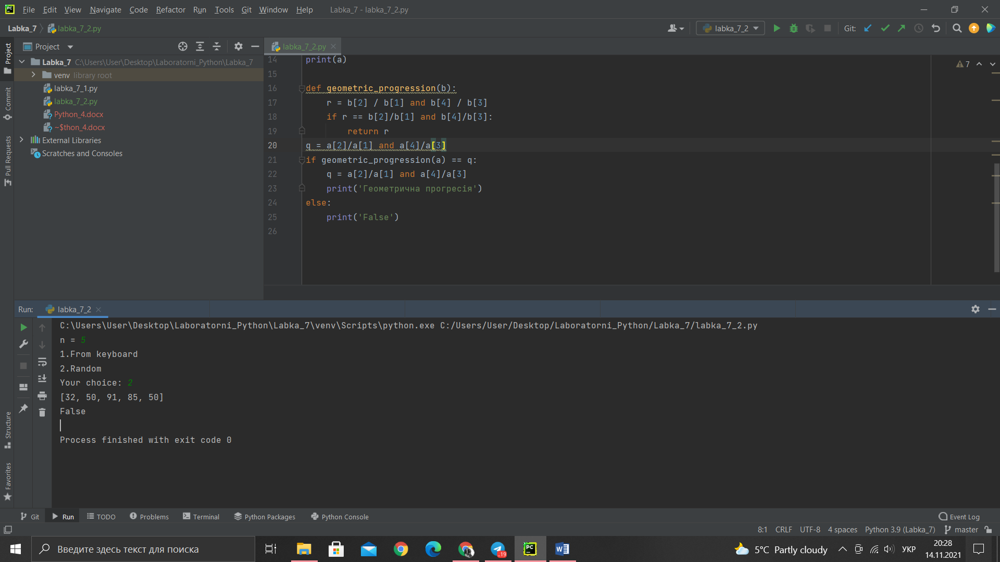 File Edit View Navigate Code Refactor Run Tools Git Window Help Labka_7 - labka_7_2.py
Labka_7 labka_7_2.py labka_7_2 Git:
Project labka_7_2.py
Labka_7 C:\Users\User\Desktop\Laboratorni_Python\Labka_7
venv library root
labka_7_1.py
labka_7_2.py
Python_4.docx
~$thon_4.docx
External Libraries
Scratches and Consoles
Project
Commit
Pull Requests
Structure
Favorites
7
14 print(a)
15
16 def geometric_progression(b):
17 r = b[2] / b[1] and b[4] / b[3]
18 if r == b[2]/b[1] and b[4]/b[3]:
19 return r
20 q = a[2]/a[1] and a[4]/a[3]
21 if geometric_progression(a) == q:
22 q = a[2]/a[1] and a[4]/a[3]
23 print('Геометрична прогресія')
24 else:
25 print('False')
26
Run: labka_7_2
C:\Users\User\Desktop\Laboratorni_Python\Labka_7\venv\Scripts\python.exe C:/Users/User/Desktop/Laboratorni_Python/Labka_7/labka_7_2.py
n = 5
1.From keyboard
2.Random
Your choice: 2
[32, 50, 91, 85, 50]
False
Process finished with exit code 0
Git Run TODO Problems Terminal Python Packages Python Console Event Log
8:1 CRLF UTF-8 4 spaces Python 3.9 (Labka_7) master
Введите здесь текст для поиска
..19
PC
5°C Partly cloudy УКР
20:28
14.11.2021